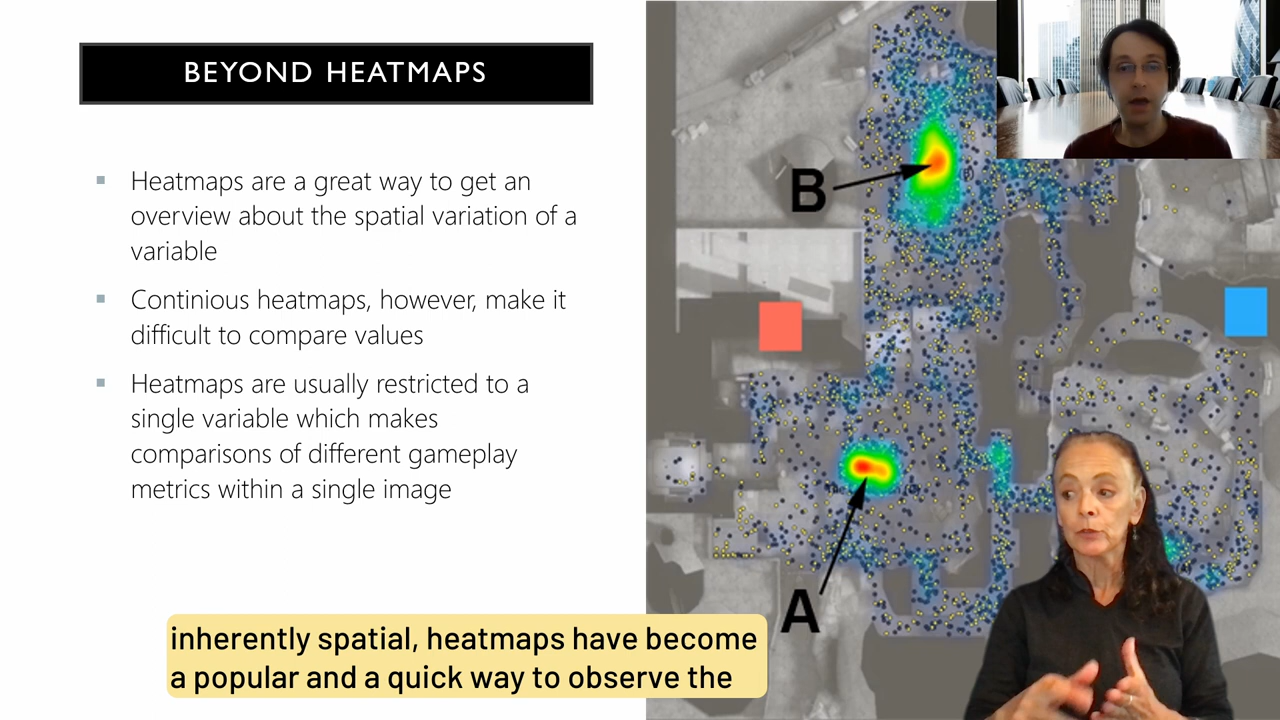 BEYOND HEATMAPS
Heatmaps are a great way to get an
overview about the spatial variation of a
variable
Continious heatmaps, however, make it
difficult to compare values
Heatmaps are usually restricted to a
single variable which makes
comparisons of different gameplay
metrics within a single image
B
A
inherently spatial, heatmaps have become
a popular and a quick way to observe the